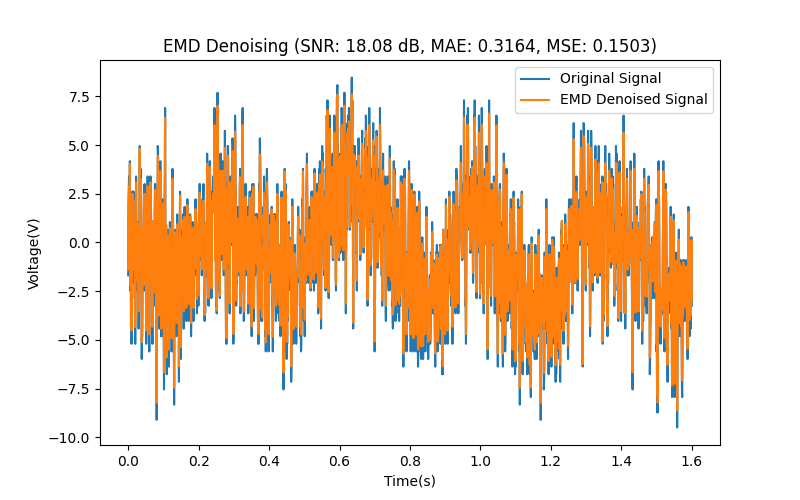 EMD Denoising (SNR: 18.08 dB, MAE: 0.3164, MSE: 0.1503)
Original Signal
EMD Denoised Signal
7.5
5.0
2.5
0.0
−2.5
−5.0
−7.5
−10.0
Voltage(V)
0.0 0.2 0.4 0.6 0.8 1.0 1.2 1.4 1.6
Time(s)